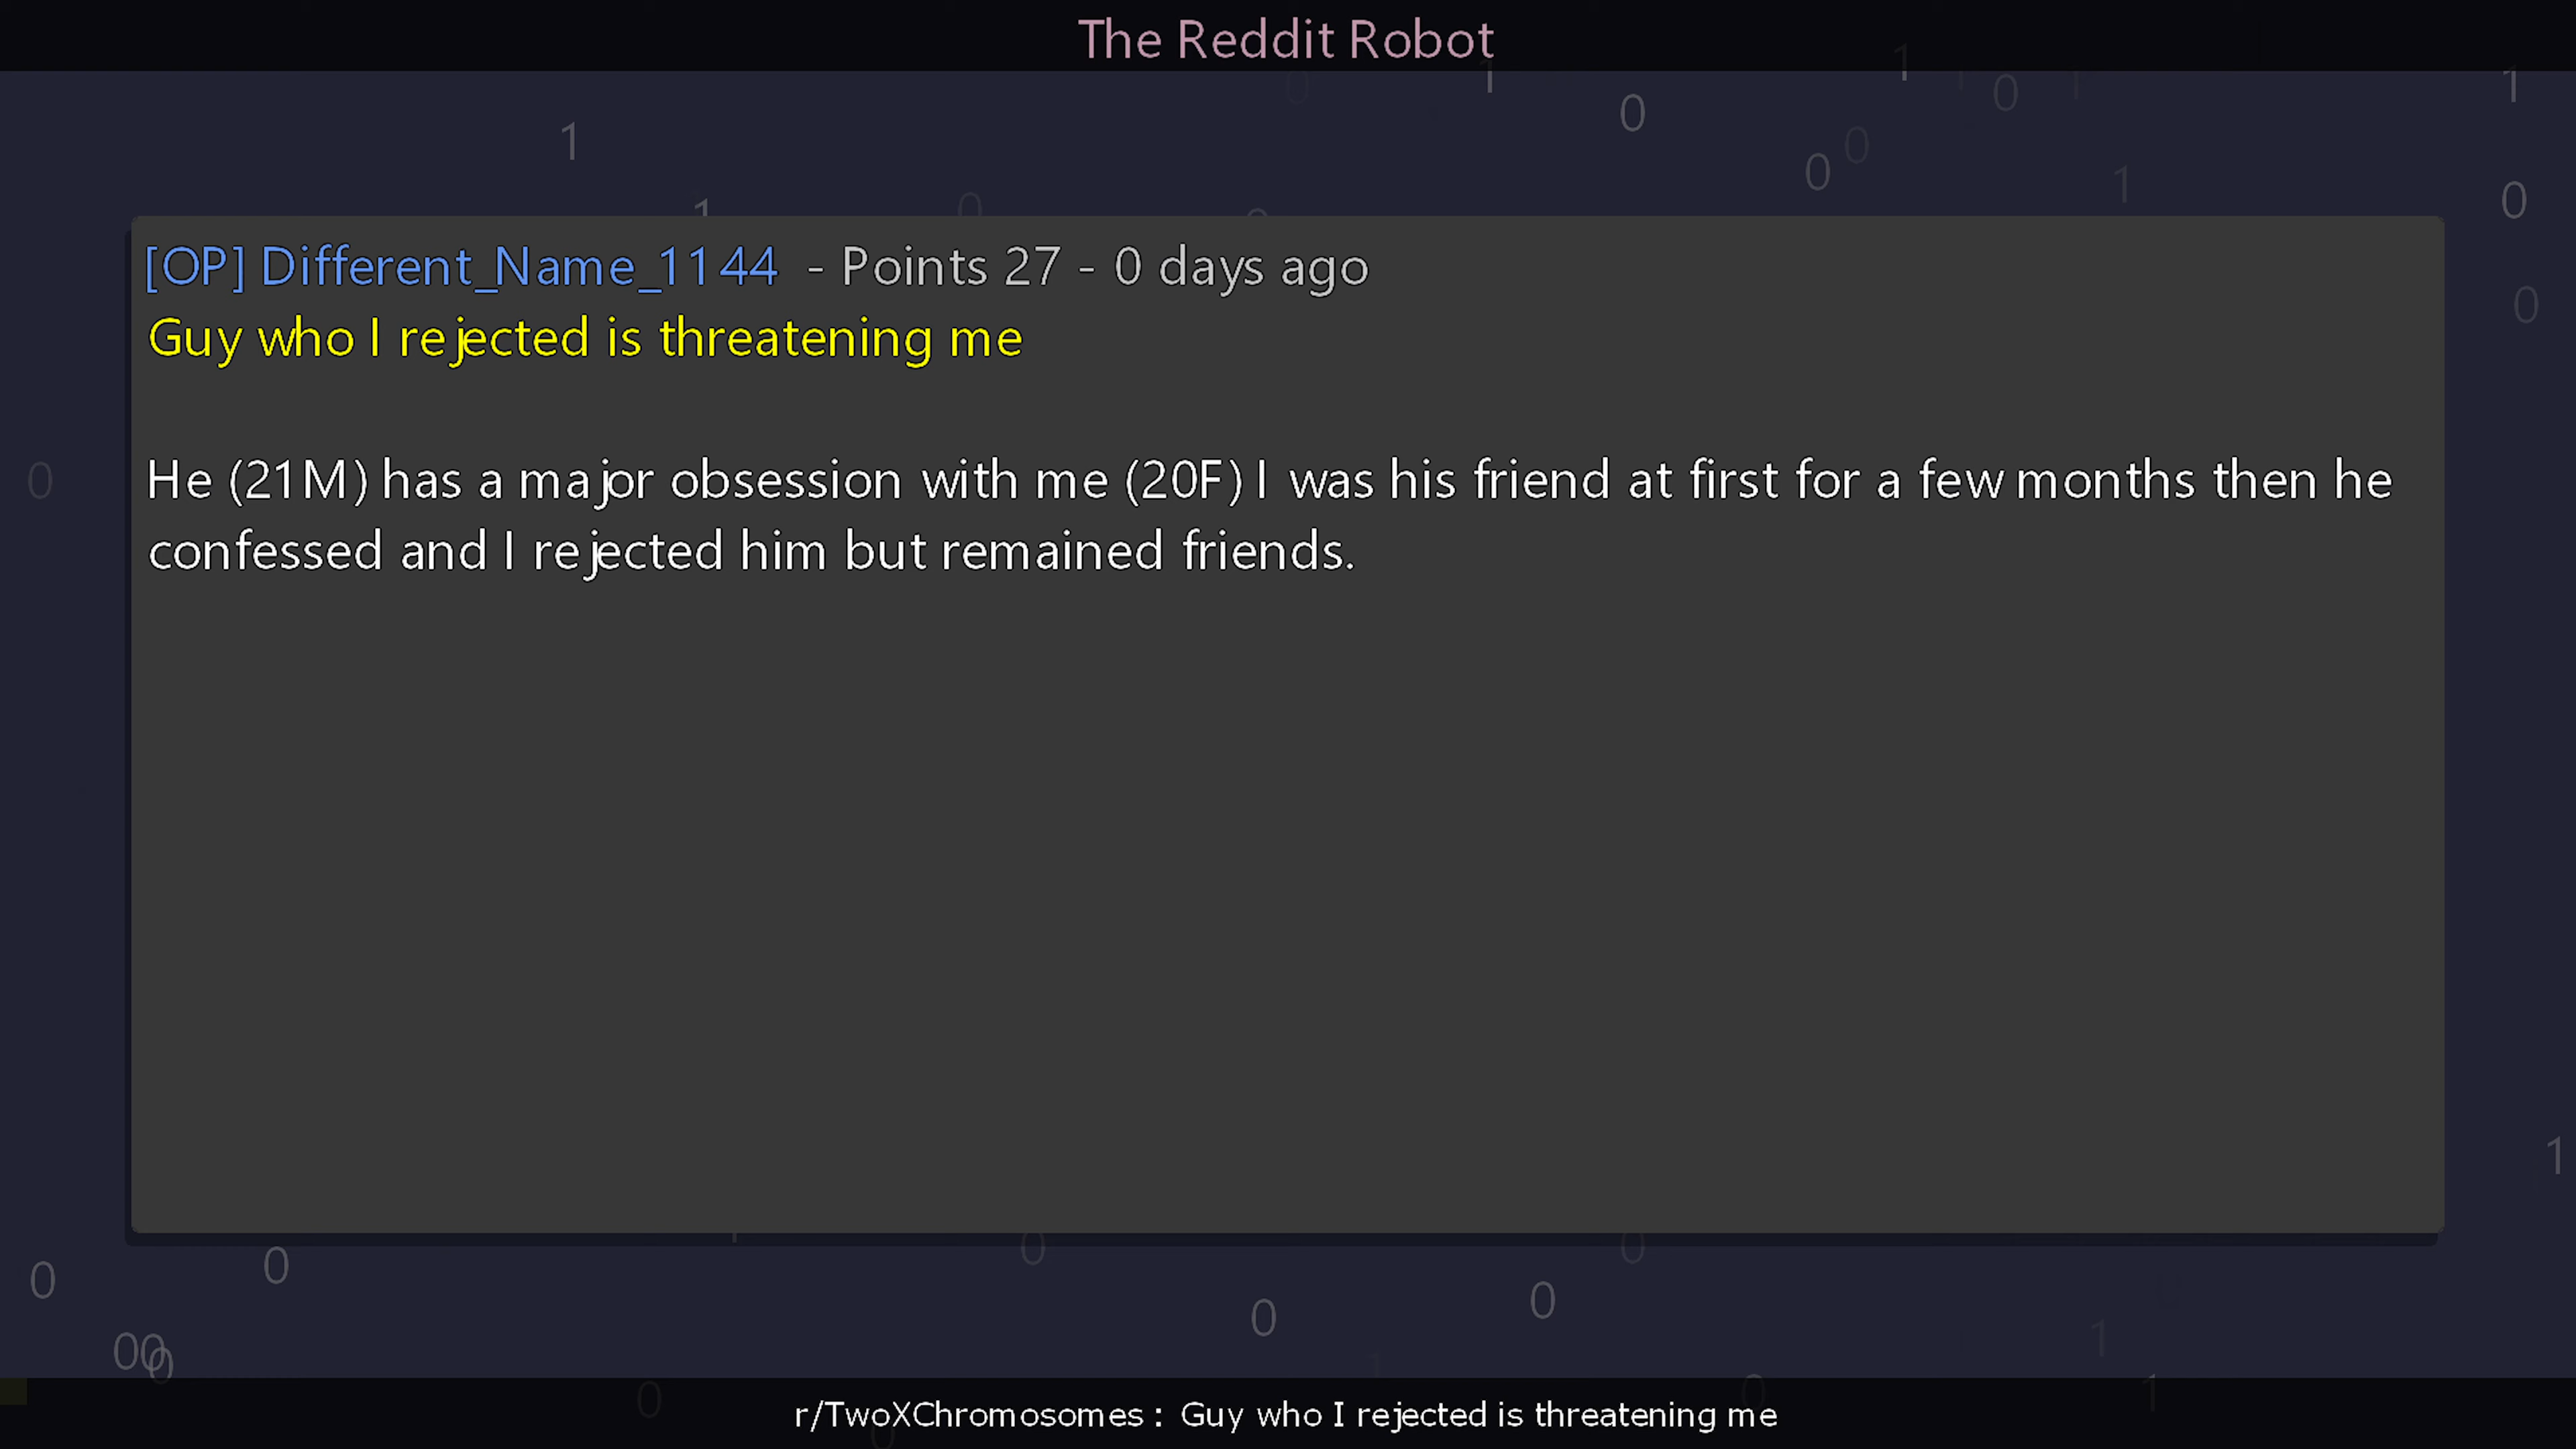 The Reddit Robot
[OP] Different_Name_1144 - Points 27 - 0 days ago
Guy who I rejected is threatening me
He (21M) has a major obsession with me (20F) I was his friend at first for a few months then he
confessed and I rejected him but remained friends.
r/TwoXChromosomes : Guy who I rejected is threatening me